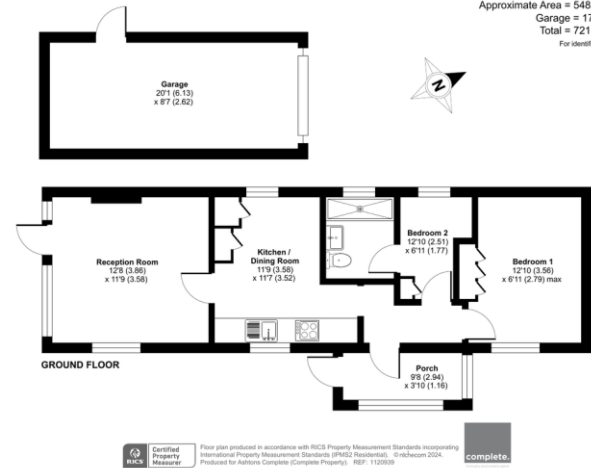 Approximate Area = 548
Garage = 17
Total = 721
For identifi
Garage
20'1 (6.13)
x 8'7 (2.62)
N
Reception Room
12'8 (3.86)
x 11'9 (3.58)
Kitchen /
Dining Room
11'9 (3.58)
x 11'7 (3.52)
Bedroom 2
12'10 (2.51)
x 6'11 (1.77)
Bedroom 1
12'10 (3.56)
x 6'11 (2.79) max
Porch
9'8 (2.94)
x 3'10 (1.16)
GROUND FLOOR
RICS
Certified
Property
Measurer
Floor plan produced in accordance with RICS Property Measurement Standards incorporating
International Property Measurement Standards (IPMS2 Residential). © 2024.
Produced for Ashtons Complete (Complete Property). REF: 1120939
complete.